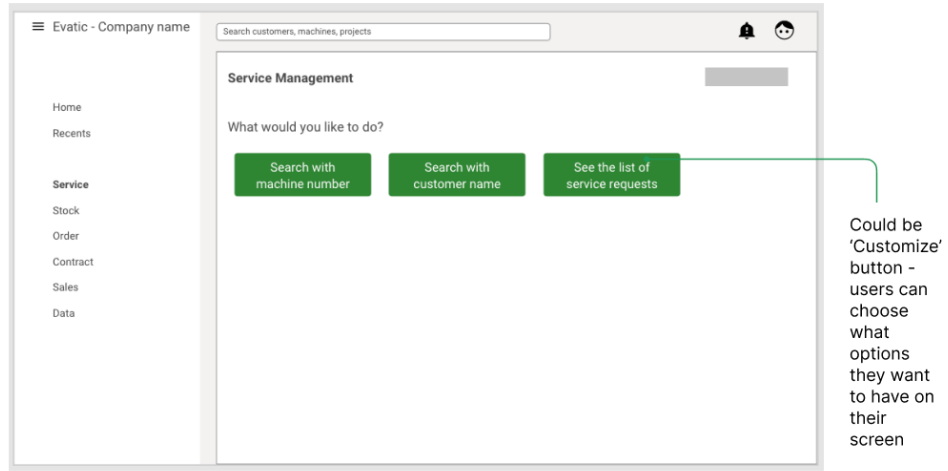 Evatic - Company name
Search customers, machines, projects
Service Management
Home
What would you like to do?
Recents
Search with
machine number
Search with
customer name
See the list of
service requests
Service
Stock
Order
Contract
Sales
Data
Could be
‘Customize’
button -
users can
choose
what
options
they want
to have on
their
screen